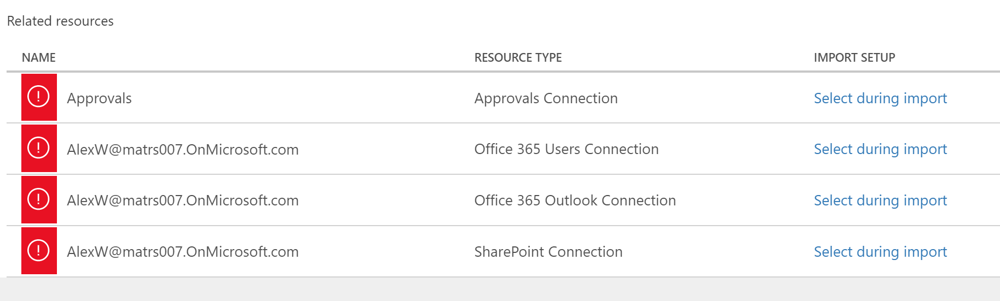 Related resources
NAME RESOURCE TYPE IMPORT SETUP
Approvals Approvals Connection Select during import
AlexW@matrs007.OnMicrosoft.com Office 365 Users Connection Select during import
AlexW@matrs007.OnMicrosoft.com Office 365 Outlook Connection Select during import
AlexW@matrs007.OnMicrosoft.com SharePoint Connection Select during import